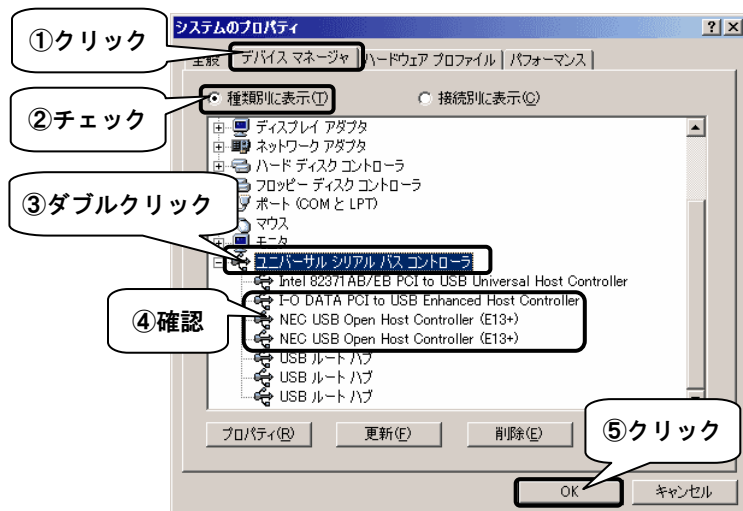 システムのプロパティ
①クリック
全般 デバイス マネージャ ハードウェア プロファイル パフォーマンス
②チェック
種類別に表示(T) 接続別に表示(C)
ディスプレイ アダプタ
ネットワーク アダプタ
ハード ディスク コントローラ
フロッピー ディスク コントローラ
ポート (COM と LPT)
マウス
モニタ
③ダブルクリック
ユニバーサル シリアル バス コントローラ
Intel 82371AB/EB PCI to USB Universal Host Controller
I-O DATA PCI to USB Enhanced Host Controller
NEC USB Open Host Controller (E13+)
NEC USB Open Host Controller (E13+)
④確認
USB ルート ハブ
USB ルート ハブ
USB ルート ハブ
プロパティ(R) 更新(F) 削除(E)
⑤クリック
OK キャンセル